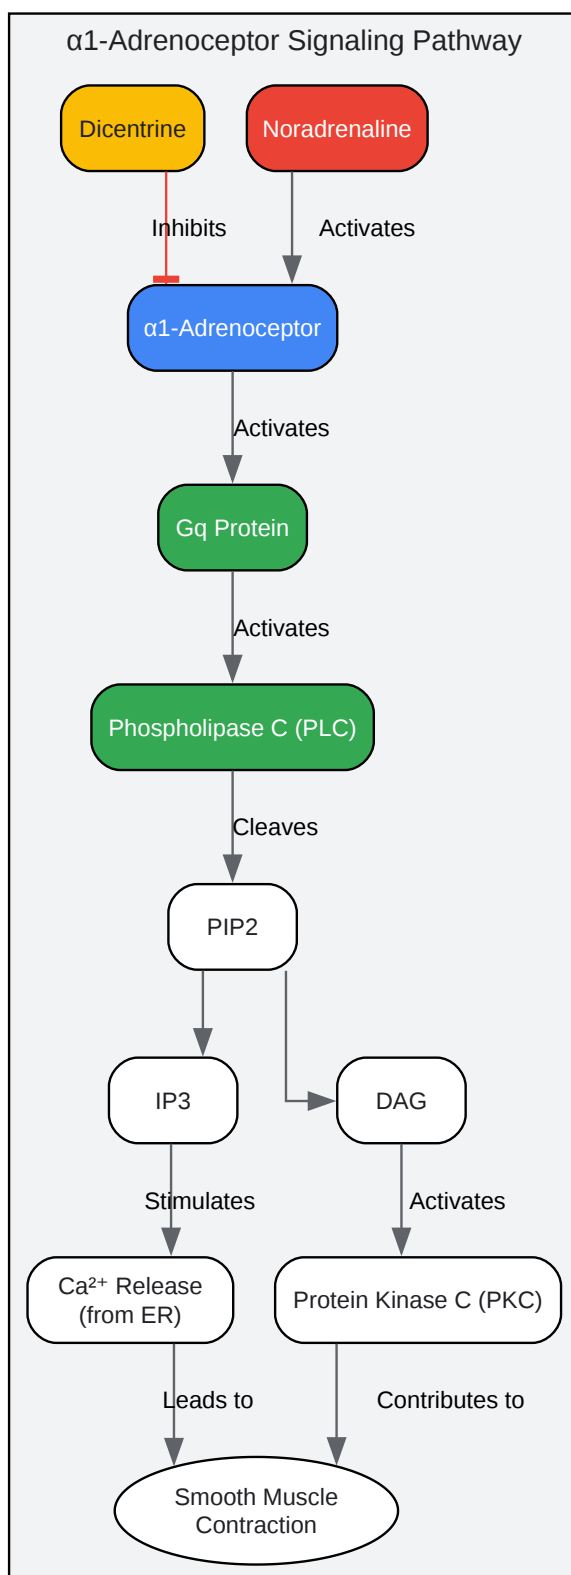 α1-Adrenoceptor Signaling Pathway
Dicentrine
Noradrenaline
Inhibits
Activates
α1-Adrenoceptor
Activates
Gq Protein
Activates
Phospholipase C (PLC)
Cleaves
PIP2
IP3
DAG
Stimulates
Activates
Ca²⁺ Release
(from ER)
Protein Kinase C (PKC)
Leads to
Contributes to
Smooth Muscle
Contraction